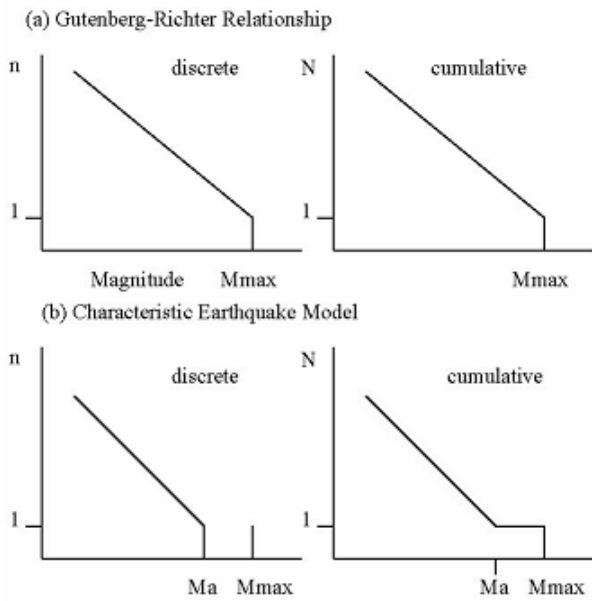 (a) Gutenberg-Richter Relationship
n
discrete
N
cumulative
1
1
Magnitude
Mmax
Mmax
(b) Characteristic Earthquake Model
n
discrete
N
cumulative
1
1
Ma
Mmax
Ma
Mmax